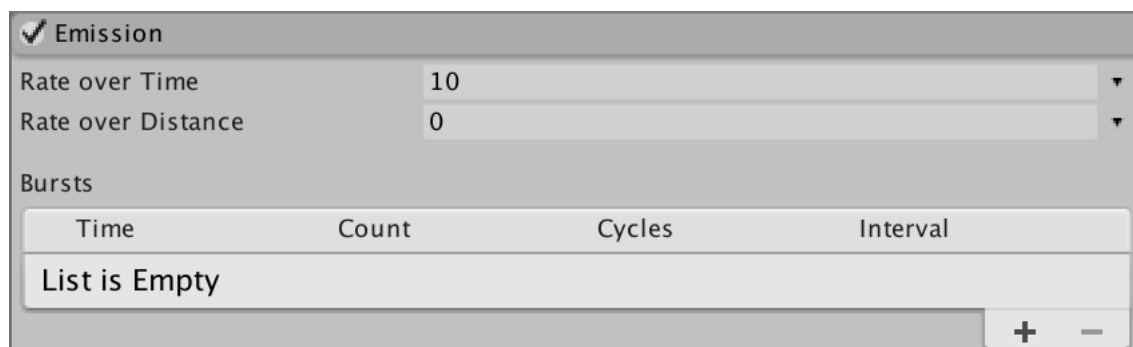 Emission
Rate over Time 10
Rate over Distance 0
Bursts
Time Count Cycles Interval
List is Empty